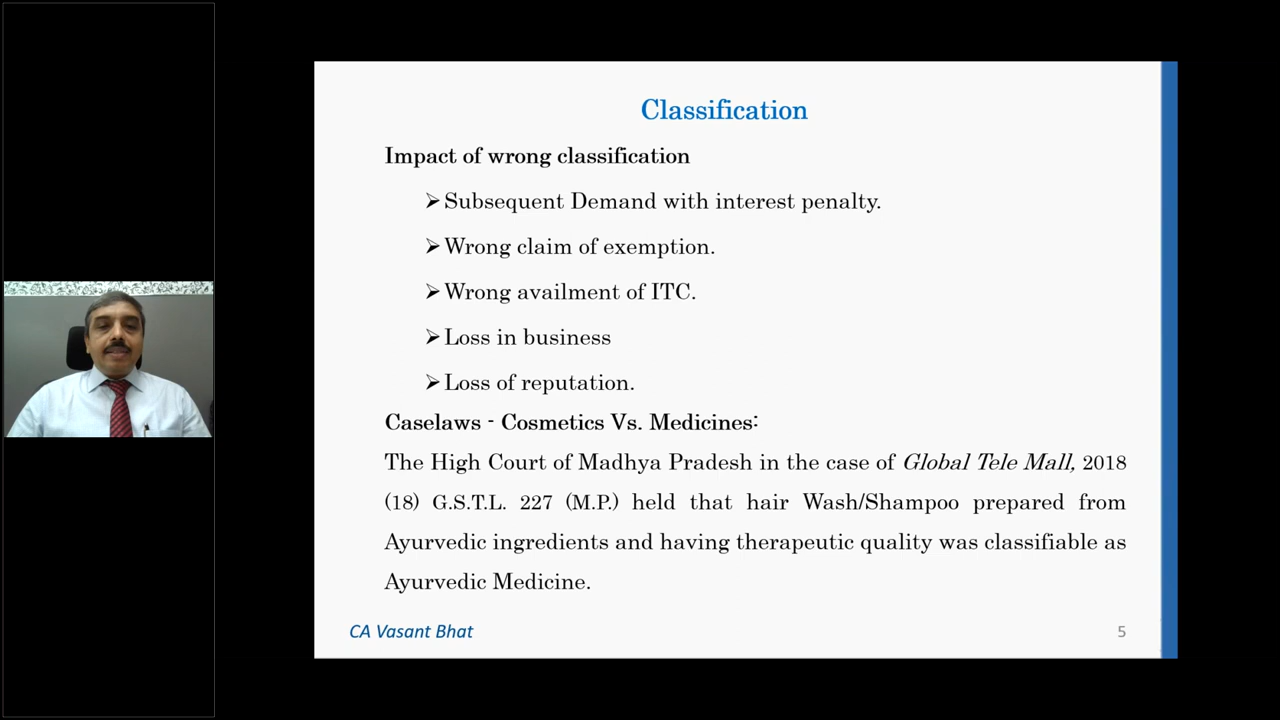 Classification
Impact of wrong classification
➢Subsequent Demand with interest penalty.
➢Wrong claim of exemption.
➢Wrong availment of ITC.
➢Loss in business
➢Loss of reputation.
Caselaws - Cosmetics Vs. Medicines:
The High Court of Madhya Pradesh in the case of Global Tele Mall, 2018
(18) G.S.T.L. 227 (M.P.) held that hair Wash/Shampoo prepared from
Ayurvedic ingredients and having therapeutic quality was classifiable as
Ayurvedic Medicine.
CA Vasant Bhat
5